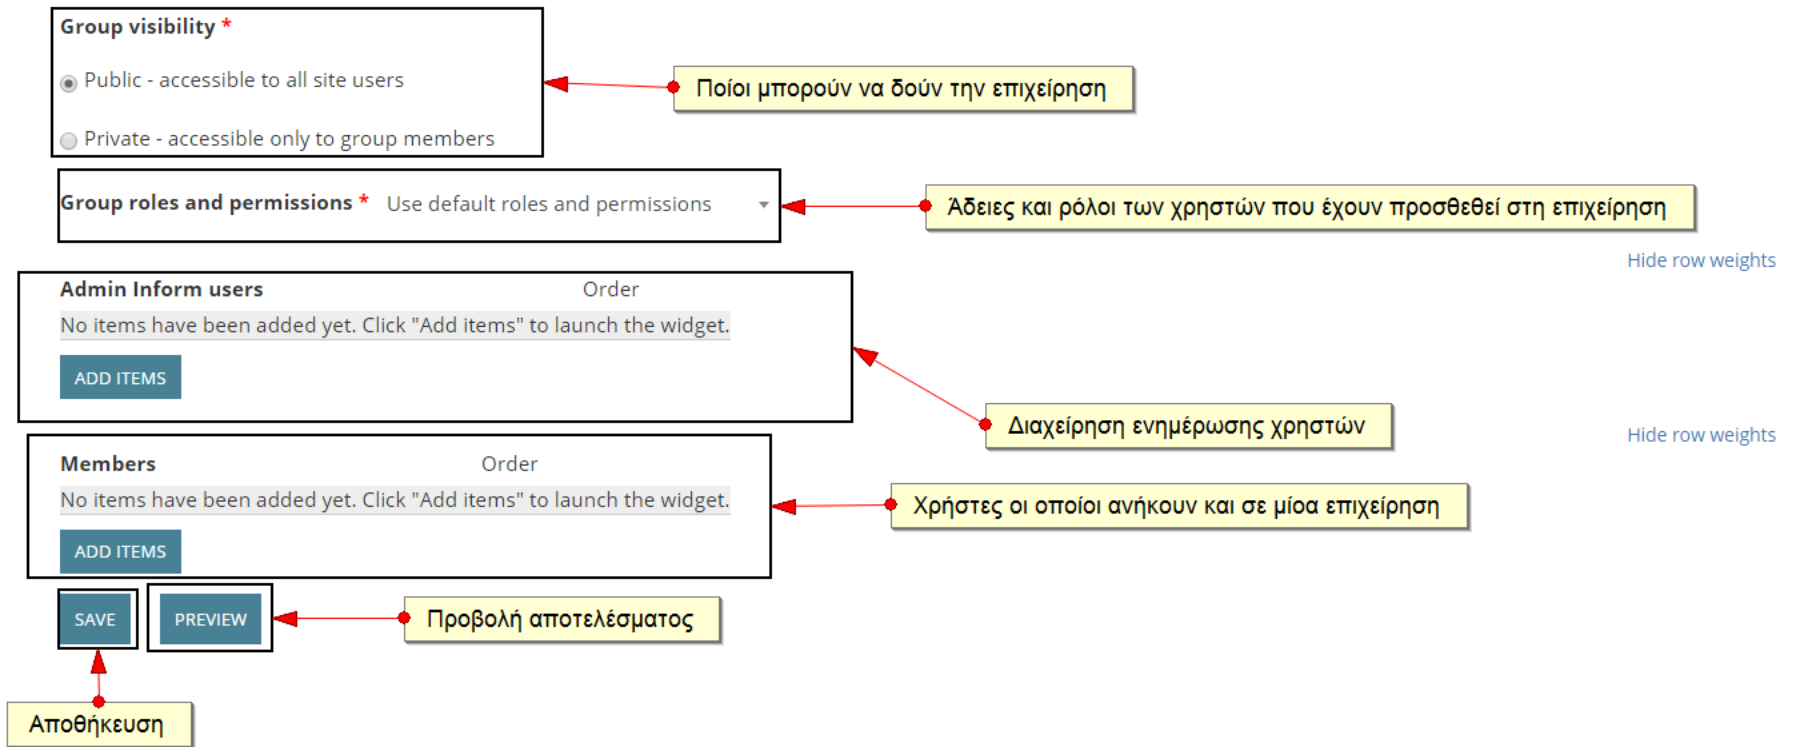 Group visibility *
Public - accessible to all site users
Ποίοι μπορούν να δούν την επιχείρηση
Private - accessible only to group members
Group roles and permissions * Use default roles and permissions
Άδειες και ρόλοι των χρηστών που έχουν προσθεθεί στη επιχείρηση
Hide row weights
Admin Inform users Order
No items have been added yet. Click "Add items" to launch the widget.
ADD ITEMS
Διαχείρηση ενημέρωσης χρηστών
Hide row weights
Members Order
No items have been added yet. Click "Add items" to launch the widget.
Χρήστες οι οποίοι ανήκουν και σε μίοα επιχείρηση
ADD ITEMS
SAVE PREVIEW
Προβολή αποτελέσματος
Αποθήκευση